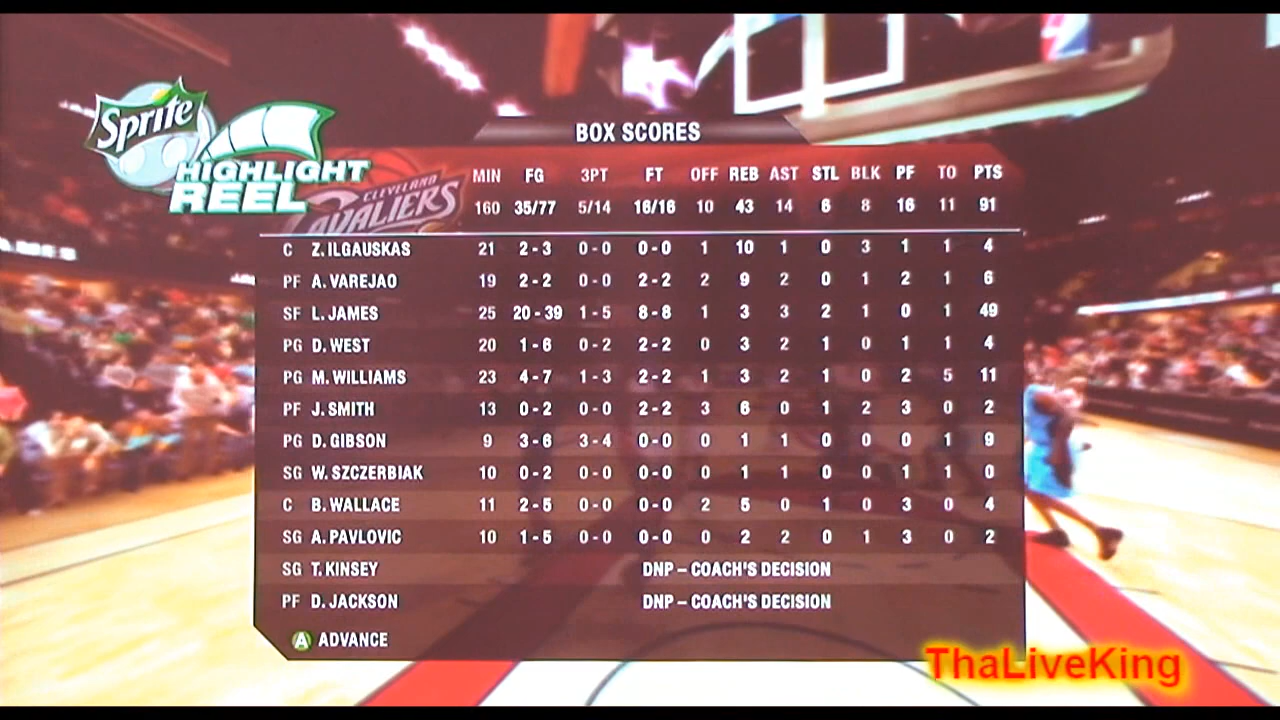 Sprite
HIGHLIGHT
REEL
CLEVELAND
CAVALIERS
BOX SCORES
MIN FG 3PT FT OFF REB AST STL BLK PF TO PTS
160 35/77 5/14 16/16 10 43 14 6 8 16 11 91
C Z. ILGAUSKAS 21 2-3 0-0 0-0 1 10 1 0 3 1 1 4
PF A. VAREJAO 19 2-2 0-0 2-2 2 9 2 0 1 2 1 6
SF L. JAMES 25 20-39 1-5 8-8 1 3 3 2 1 0 1 49
PG D. WEST 20 1-6 0-2 2-2 0 3 2 1 0 1 1 4
PG M. WILLIAMS 23 4-7 1-3 2-2 1 3 2 1 0 2 5 11
PF J. SMITH 13 0-2 0-0 2-2 3 6 0 1 2 3 0 2
PG D. GIBSON 9 3-6 3-4 0-0 0 1 1 0 0 0 1 9
SG W. SZCZERBIAK 10 0-2 0-0 0-0 0 1 1 0 0 1 1 0
C B. WALLACE 11 2-5 0-0 0-0 2 5 0 1 0 3 0 4
SG A. PAVLOVIC 10 1-5 0-0 0-0 0 2 2 0 1 3 0 2
SG T. KINSEY DNP – COACH'S DECISION
PF D. JACKSON DNP – COACH'S DECISION
A ADVANCE
ThaLiveKing